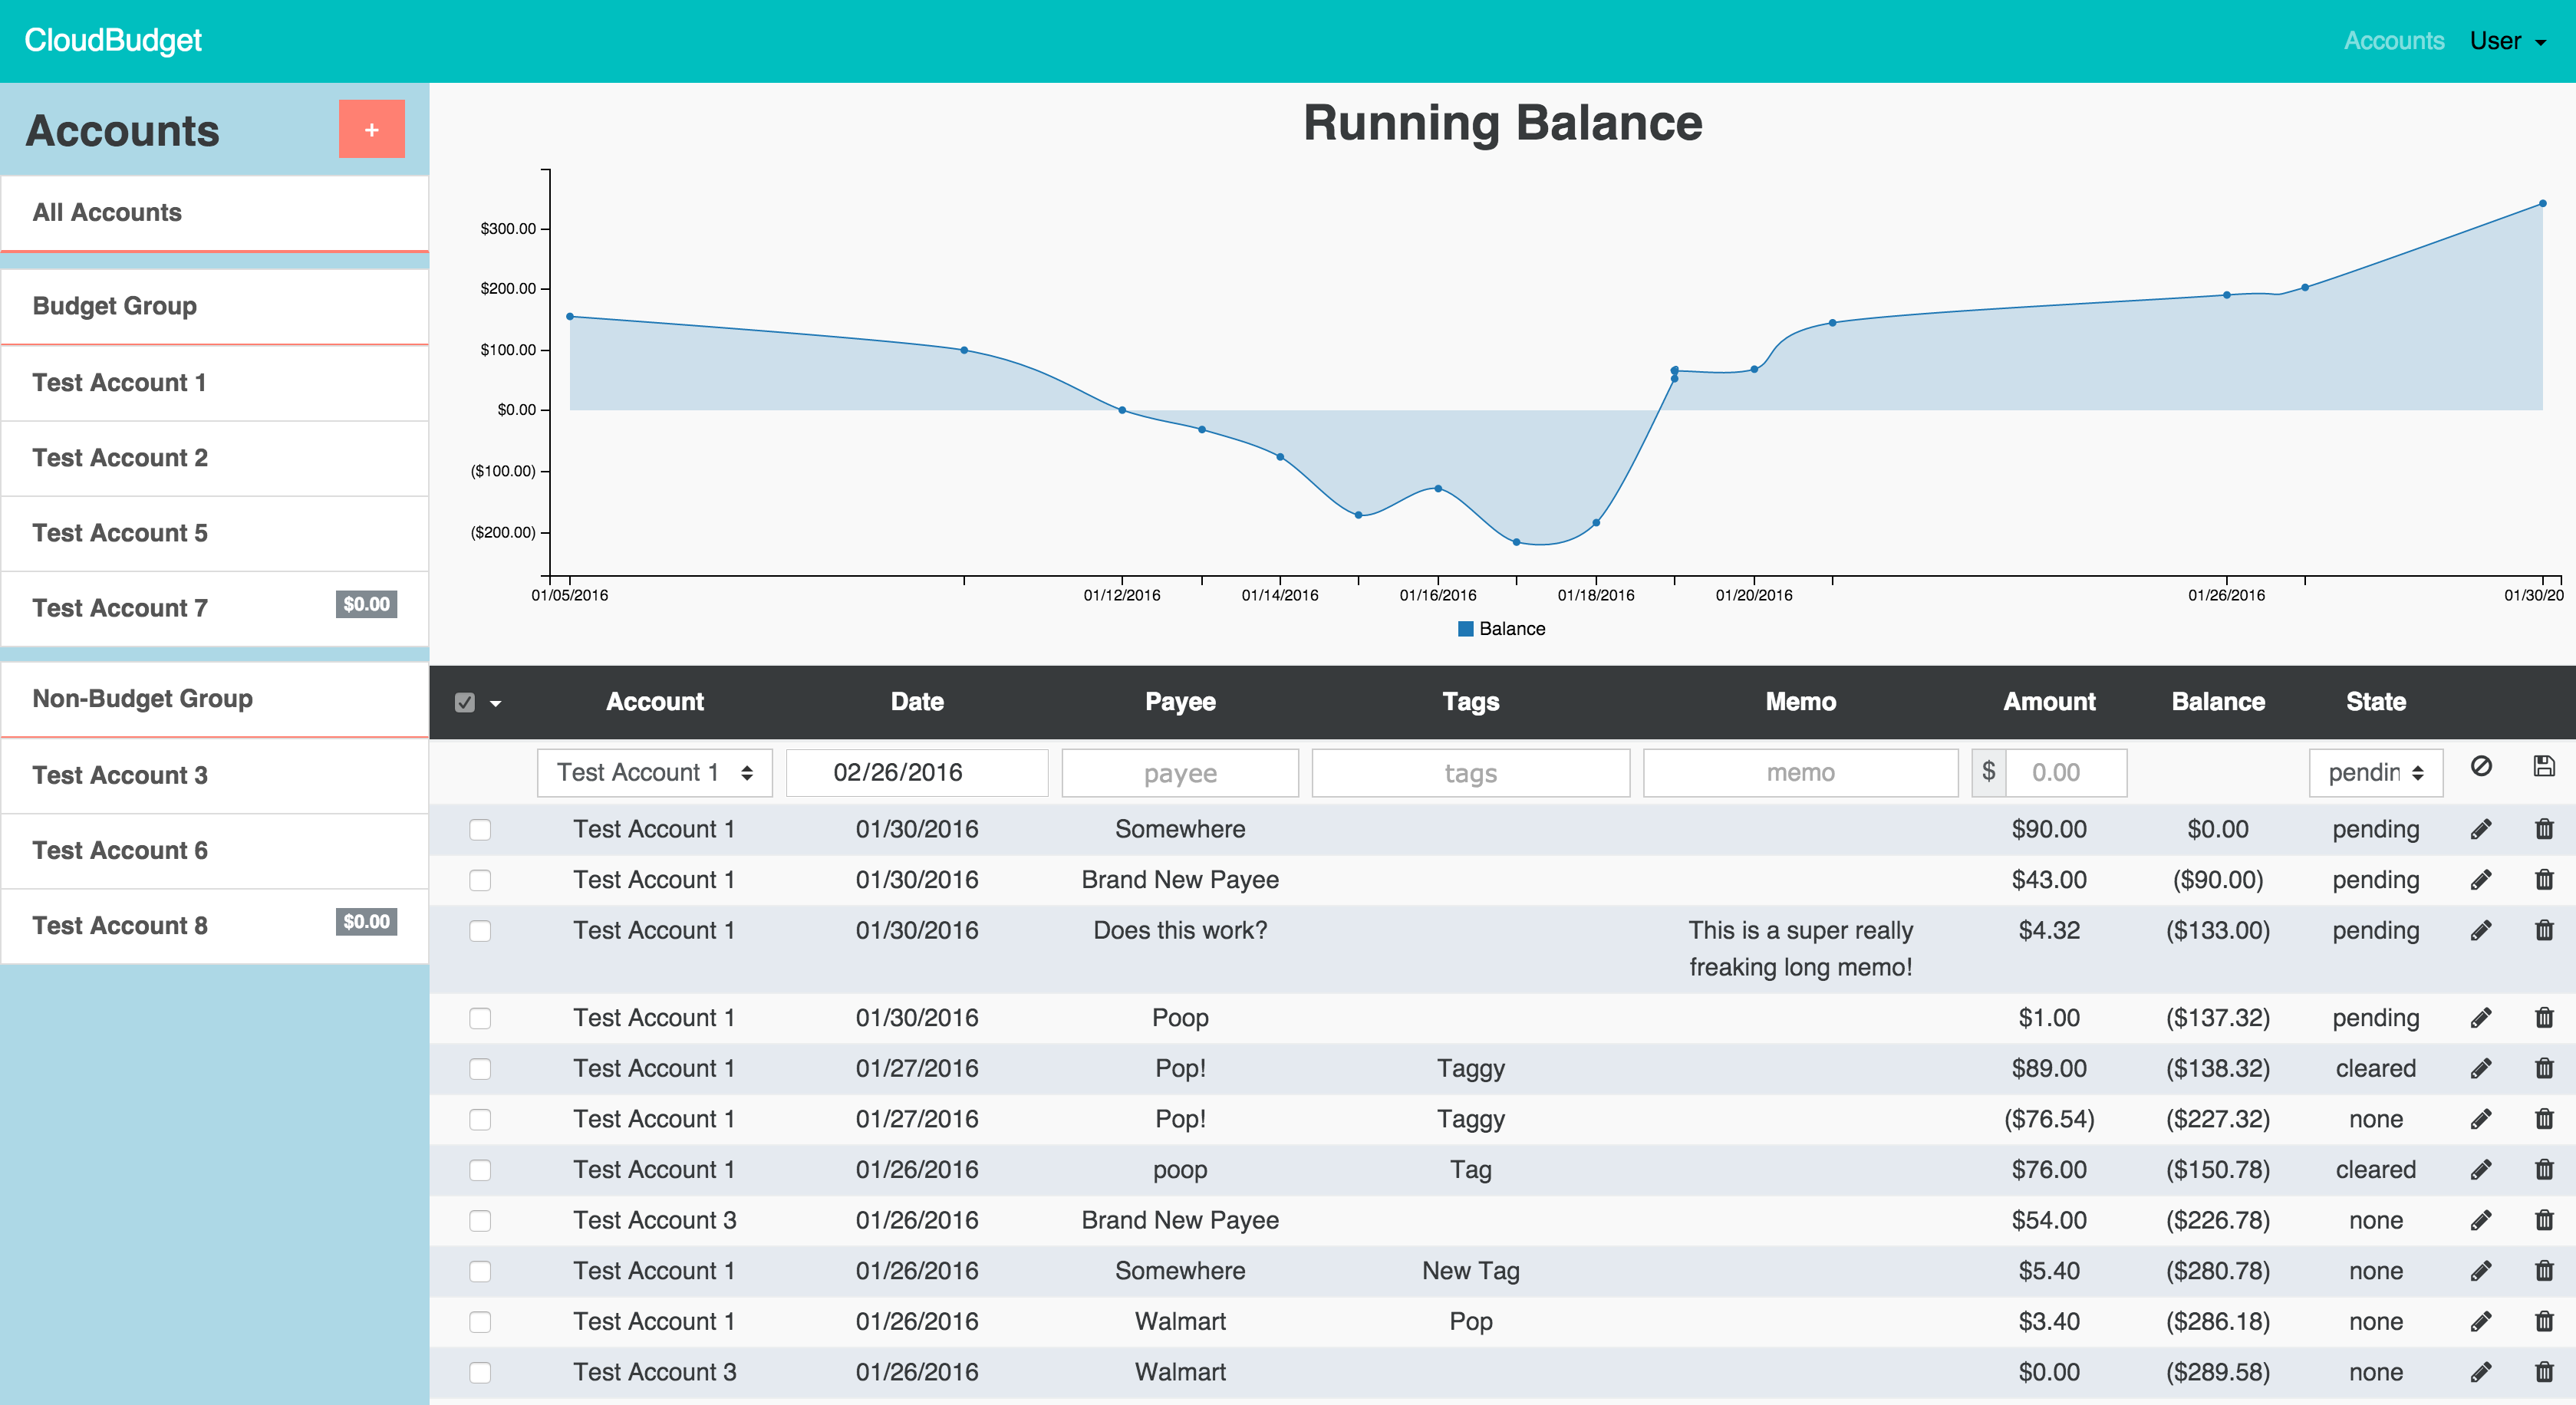 CloudBudget
Accounts User
Accounts +
All Accounts
Budget Group
Test Account 1
Test Account 2
Test Account 5
Test Account 7 $0.00
Non-Budget Group
Test Account 3
Test Account 6
Test Account 8 $0.00
Running Balance
$300.00
$200.00
$100.00
$0.00
($100.00)
($200.00)
01/05/2016 01/12/2016 01/14/2016 01/16/2016 01/18/2016 01/20/2016 01/26/2016 01/30/20
Balance
Account Date Payee Tags Memo Amount Balance State
Test Account 1 02/26/2016 payee tags memo $ 0.00 pendin
Test Account 1 01/30/2016 Somewhere $90.00 $0.00 pending
Test Account 1 01/30/2016 Brand New Payee $43.00 ($90.00) pending
Test Account 1 01/30/2016 Does this work? This is a super really $4.32 ($133.00) pending
freaking long memo!
Test Account 1 01/30/2016 Poop $1.00 ($137.32) pending
Test Account 1 01/27/2016 Pop! Taggy $89.00 ($138.32) cleared
Test Account 1 01/27/2016 Pop! Taggy ($76.54) ($227.32) none
Test Account 1 01/26/2016 poop Tag $76.00 ($150.78) cleared
Test Account 3 01/26/2016 Brand New Payee $54.00 ($226.78) none
Test Account 1 01/26/2016 Somewhere New Tag $5.40 ($280.78) none
Test Account 1 01/26/2016 Walmart Pop $3.40 ($286.18) none
Test Account 3 01/26/2016 Walmart $0.00 ($289.58) none